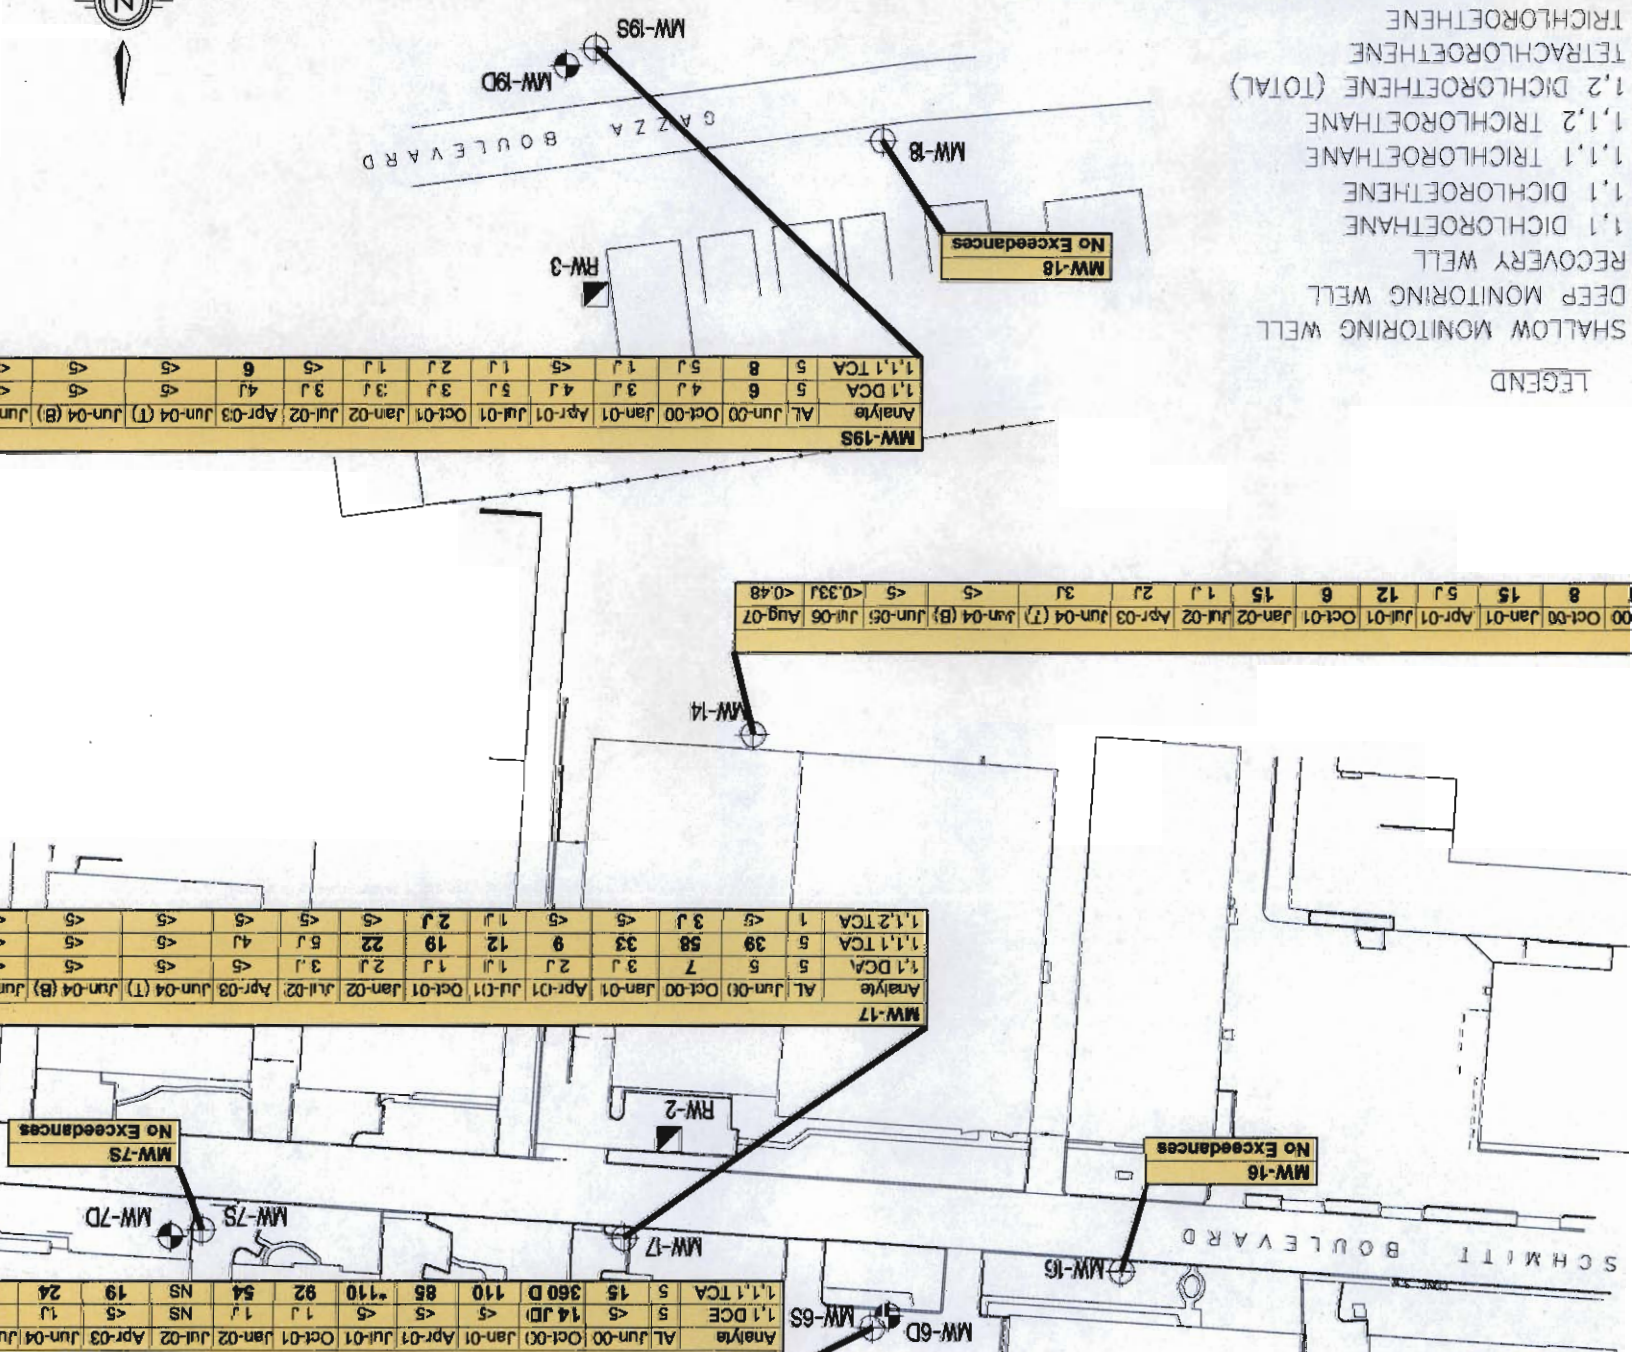 Analyte AL Jun-00 Oct-00 Jan-01 Apr-01 Jul-01 Oct-01 Jan-02 Jul-02 Apr-03 Jun-04
1,1 DCE 5 <5 14 JD <5 <5 <5 1 J 1 J NS <5 1J
1,1,1 TCA 5 15 360 D 110 85 *110 92 54 NS 19 24
MW-6D
MW-6S
MW-16
SCHMITT BOULEVARD
MW-17
MW-7S
MW-7D
MW-16
No Exceedances
MW-7S
No Exceedances
RW-2
MW-17
Analyte AL Jun-00 Oct-00 Jan-01 Apr-01 Jul-01 Oct-01 Jan-02 Jul-02 Apr-03 Jun-04 (T) Jun-04 (B) Jun
1,1 DCA 5 5 7 3 J 2 J 1 J 1 J 2 J 3 J <5 <5 <5 <
1,1,1 TCA 5 39 58 33 9 12 19 22 5 J 4J <5 <5 <
1,1,2 TCA 1 <5 3 J <5 <5 1 J 2 J <5 <5 <5 <5 <5 <
MW-14
00 Oct-00 Jan-01 Apr-01 Jul-01 Oct-01 Jan-02 Jul-02 Apr-03 Jun-04 (T) Jun-04 (B) Jun-05 Jul-06 Aug-07
8 15 5 J 12 6 15 1 J 2J 3J <5 <5 <0.33J <0.48
MW-19S
Analyte AL Jun-00 Oct-00 Jan-01 Apr-01 Jul-01 Oct-01 Jan-02 Jul-02 Apr-03 Jun-04 (T) Jun-04 (B) Jun
1,1 DCA 5 6 4 J 3 J 4 J 5 J 3 J 3 J 3 J 4J <5 <5 <
1,1,1 TCA 5 8 5 J 1 J <5 1 J 2 J 1 J <5 6 <5 <5 <
LEGEND
SHALLOW MONITORING WELL
DEEP MONITORING WELL
RECOVERY WELL
1,1 DICHLOROETHANE
1,1 DICHLOROETHENE
1,1,1 TRICHLOROETHANE
1,1,2 TRICHLOROETHANE
1,2 DICHLOROETHENE (TOTAL)
TETRACHLOROETHENE
TRICHLOROETHENE
MW-18
No Exceedances
RW-3
MW-18
GAZZA BOULEVARD
MW-19D
MW-19S
N